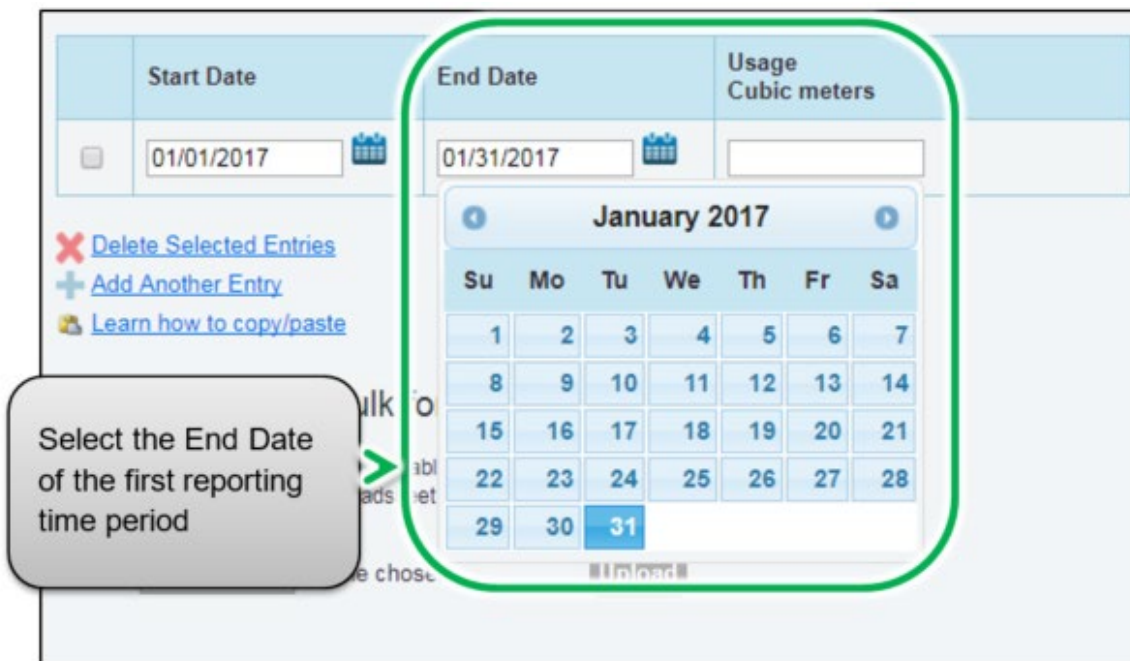 Start Date End Date Usage
Cubic meters
01/01/2017 01/31/2017
January 2017
Su Mo Tu We Th Fr Sa
1 2 3 4 5 6 7
8 9 10 11 12 13 14
15 16 17 18 19 20 21
22 23 24 25 26 27 28
29 30 31
Delete Selected Entries
Add Another Entry
Learn how to copy/paste
Select the End Date
of the first reporting
time period
Upload